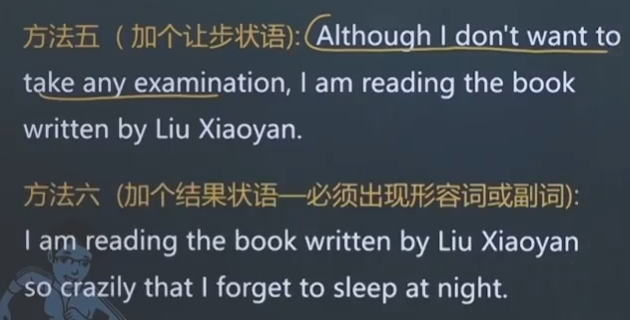 方法五（加个让步状语): Although I don't want to
take any examination, I am reading the book
written by Liu Xiaoyan.
方法六（加个结果状语—必须出现形容词或副词):
I am reading the book written by Liu Xiaoyan
so crazily that I forget to sleep at night.